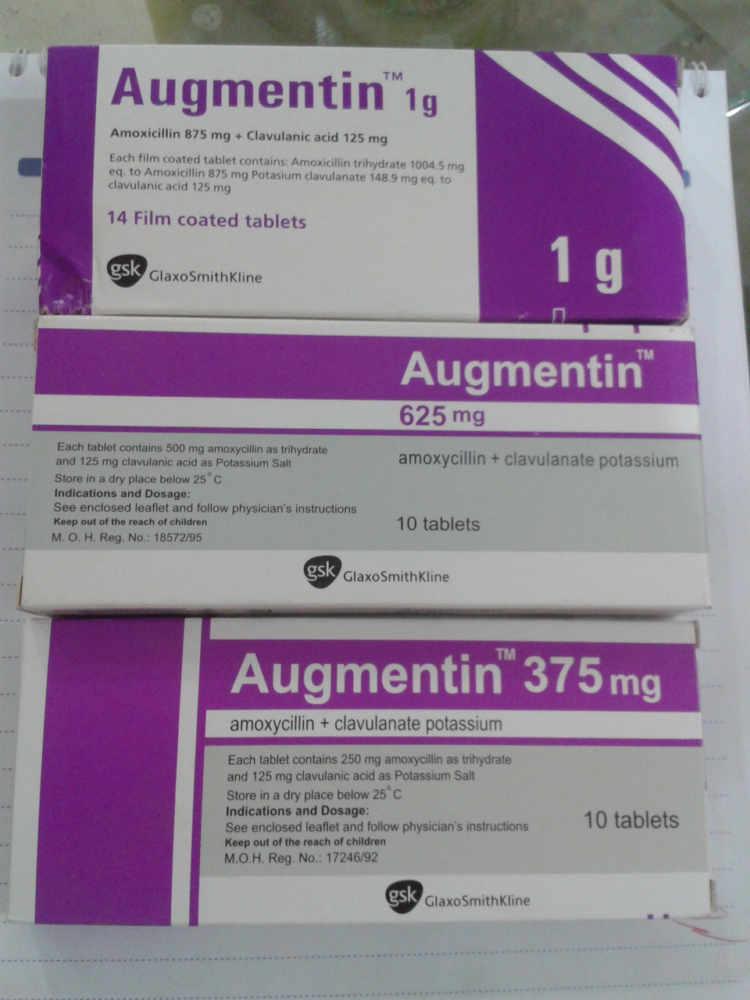 Augmentin™ 1g
Amoxicillin 875 mg + Clavulanic acid 125 mg
Each film coated tablet contains: Amoxicillin trihydrate 1004.5 mg
eq. to Amoxicillin 875 mg Potasium clavulanate 148.9 mg eq. to
clavulanic acid 125 mg
14 Film coated tablets
gsk GlaxoSmithKline
1 g
Augmentin™
625 mg
Each tablet contains 500 mg amoxycillin as trihydrate
and 125 mg clavulanic acid as Potassium Salt
Store in a dry place below 25°C
Indications and Dosage:
See enclosed leaflet and follow physician's instructions
Keep out of the reach of children
M. O. H. Reg. No.: 18572/95
amoxycillin + clavulanate potassium
10 tablets
gsk GlaxoSmithKline
Augmentin™ 375 mg
amoxycillin + clavulanate potassium
Each tablet contains 250 mg amoxycillin as trihydrate
and 125 mg clavulanic acid as Potassium Salt
Store in a dry place below 25°C
Indications and Dosage:
See enclosed leaflet and follow physician's instructions
Keep out of the reach of children
M.O.H. Reg. No.: 17246/92
10 tablets
gsk GlaxoSmithKline